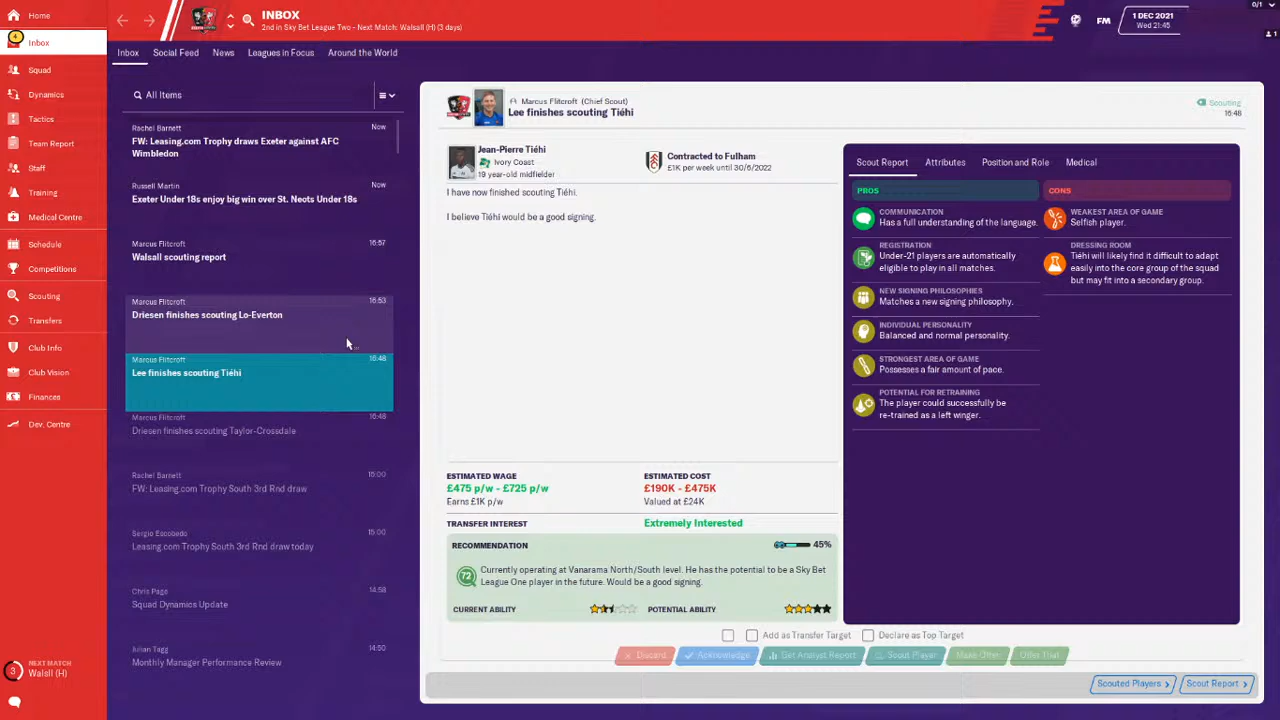 Home
INBOX
2nd in Sky Bet League Two - Next Match: Walsall (H) (3 days)
FM
1 DEC 2021
Wed 21:45
0/1
1
4
Inbox
Squad
Dynamics
Tactics
Team Report
Staff
Training
Medical Centre
Schedule
Competitions
Scouting
Transfers
Club Info
Club Vision
Finances
Dev. Centre
3
NEXT MATCH
Walsll (H)
Inbox
Social Feed
News
Leagues in Focus
Around the World
All Items
Rachel Barnett
Now
FW: Leasing.com Trophy draws Exeter against AFC
Wimbledon
Russell Martin
Now
Exeter Under 18s enjoy big win over St. Neots Under 18s
Marcus Flitcroft
16:57
Walsall scouting report
Marcus Flitcroft
16:53
Driesen finishes scouting Lo-Everton
Marcus Flitcroft
16:48
Lee finishes scouting Tiéhi
Marcus Flitcroft
16:48
Driesen finishes scouting Taylor-Crossdale
Rachel Barnett
15:00
FW: Leasing.com Trophy South 3rd Rnd draw
Sergio Escobedo
15:00
Leasing.com Trophy South 3rd Rnd draw today
Chris Page
14:58
Squad Dynamics Update
Julian Tagg
14:50
Monthly Manager Performance Review
Marcus Flitcroft (Chief Scout)
Lee finishes scouting Tiéhi
Scouting
16:48
Jean-Pierre Tiéhi
Ivory Coast
19 year-old midfielder
Contracted to Fulham
£1K per week until 30/6/2022
I have now finished scouting Tiéhi.
I believe Tiéhi would be a good signing.
ESTIMATED WAGE
£475 p/w - £725 p/w
Earns £1K p/w
ESTIMATED COST
£190K - £475K
Valued at £24K
TRANSFER INTEREST
Extremely Interested
RECOMMENDATION
45%
72
Currently operating at Vanarama North/South level. He has the potential to be a Sky Bet
League One player in the future. Would be a good signing.
CURRENT ABILITY
POTENTIAL ABILITY
Scout Report
Attributes
Position and Role
Medical
PROS
COMMUNICATION
Has a full understanding of the language.
REGISTRATION
Under-21 players are automatically
eligible to play in all matches.
NEW SIGNING PHILOSOPHIES
Matches a new signing philosophy.
INDIVIDUAL PERSONALITY
Balanced and normal personality.
STRONGEST AREA OF GAME
Possesses a fair amount of pace.
POTENTIAL FOR RETRAINING
The player could successfully be
re-trained as a left winger.
CONS
WEAKEST AREA OF GAME
Selfish player.
DRESSING ROOM
Tiéhi will likely find it difficult to adapt
easily into the core group of the squad
but may fit into a secondary group.
Add as Transfer Target
Declare as Top Target
Discard
Acknowledge
Get Analyst Report
Scout Player
Make Offer
Offer Trial
Scouted Players
Scout Report